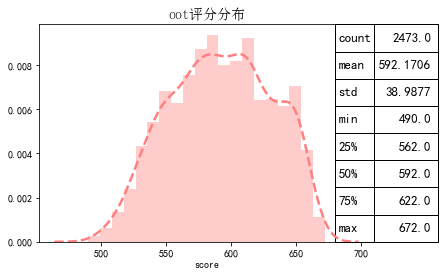 oot评分分布
0.008
0.006
0.004
0.002
0.000
500 550 600 650 700
score
count 2473.0
mean 592.1706
std 38.9877
min 490.0
25% 562.0
50% 592.0
75% 622.0
max 672.0